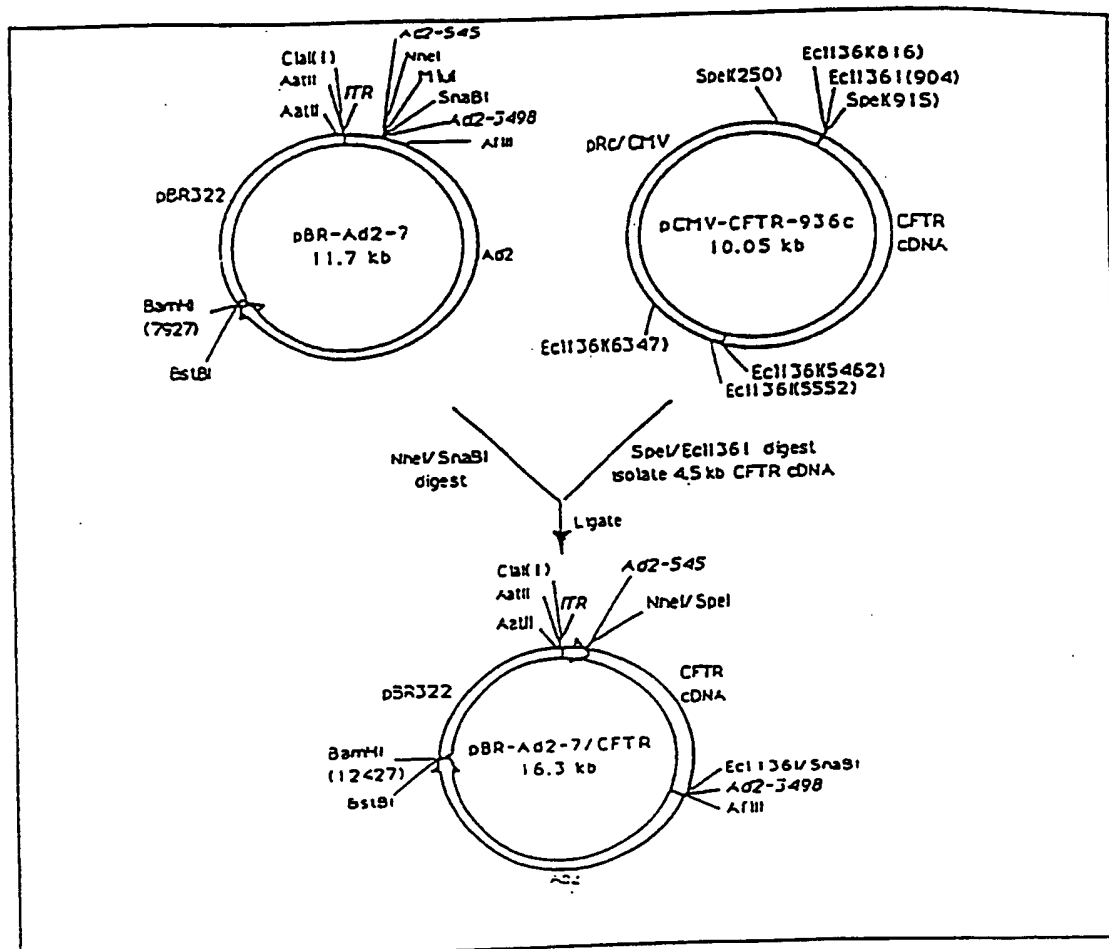 Ad2-545
NheI
MluI
SnaBI
Ad2-3498
AflII
ClaI(1)
AatII
AatII
ITR
pBR322
pBR-Ad2-7
11.7 kb
Ad2
BamHI
(7927)
BstBI
Ecl136I(816)
Ecl136I(904)
SpeI(915)
SpeI(250)
pRc/CMV
pCMV-CFTR-936c
10.05 kb
CFTR
cDNA
Ecl136I(6347)
Ecl136I(5462)
Ecl136I(5552)
NheI/SnaBI
digest
SpeI/Ecl136I digest
isolate 4.5 kb CFTR cDNA
Ligate
ClaI(1)
AatII
AatII
ITR
Ad2-545
NheI/SpeI
pBR322
CFTR
cDNA
pBR-Ad2-7/CFTR
16.3 kb
BamHI
(12427)
BstBI
Ecl136I/SnaBI
Ad2-3498
AflII
Ad2